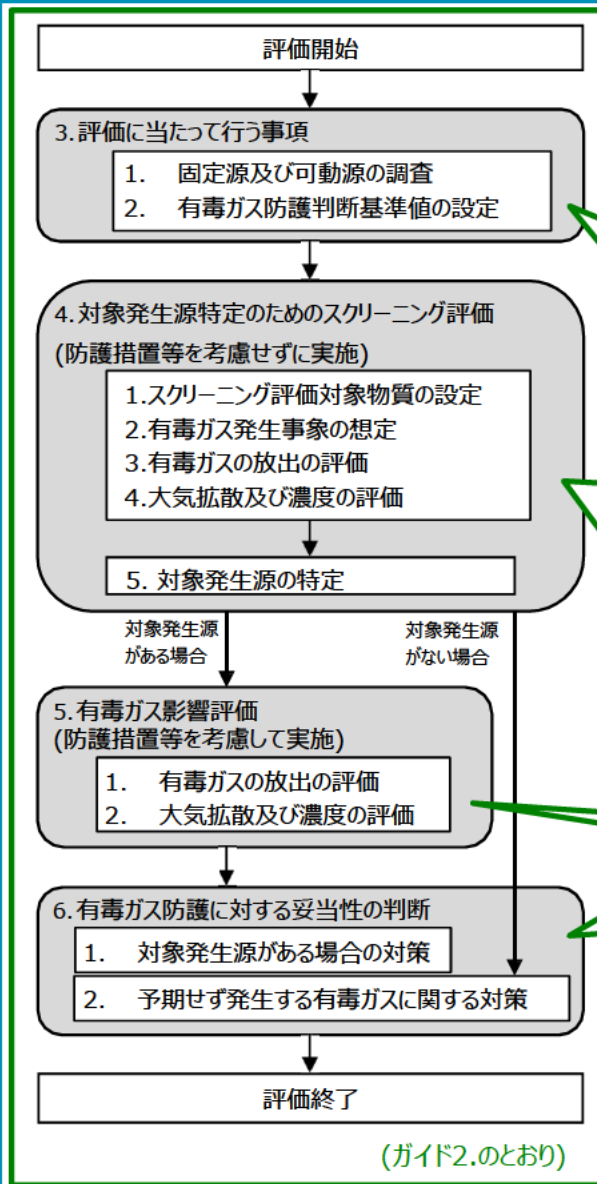 評価開始
3.評価に当たって行う事項
1. 固定源及び可動源の調査
2. 有毒ガス防護判断基準値の設定
4.対象発生源特定のためのスクリーニング評価
(防護措置等を考慮せずに実施)
1.スクリーニング評価対象物質の設定
2.有毒ガス発生事象の想定
3.有毒ガスの放出の評価
4.大気拡散及び濃度の評価
5. 対象発生源の特定
対象発生源
がある場合
対象発生源
がない場合
5.有毒ガス影響評価
(防護措置等を考慮して実施)
1. 有毒ガスの放出の評価
2. 大気拡散及び濃度の評価
6.有毒ガス防護に対する妥当性の判断
1. 対象発生源がある場合の対策
2. 予期せず発生する有毒ガスに関する対策
評価終了
(ガイド2.のとおり)